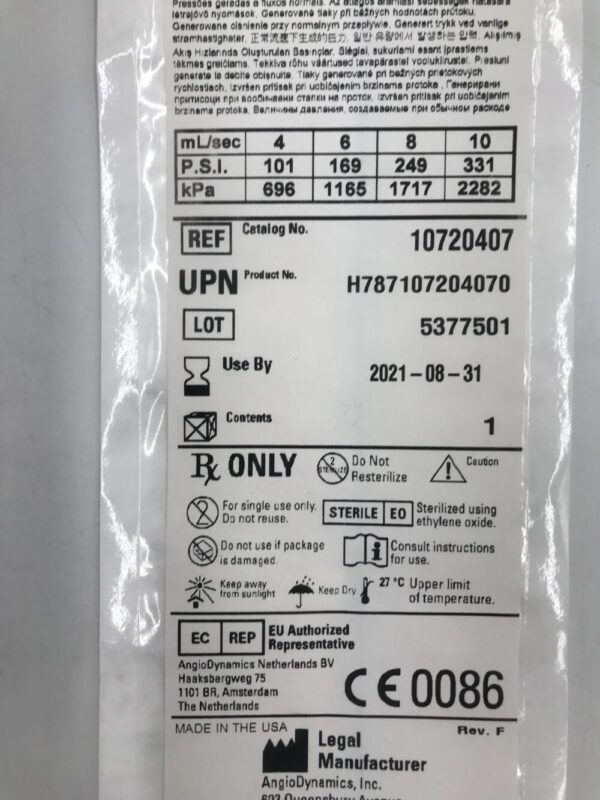 Pressões geradas a fluxos normais. Az átlagos áramlási sebességek hatására
létrejövő nyomások. Generované tlaky při běžných hodnotách průtoku.
Generowane ciśnienie przy normalnym przepływie. Generert trykk ved vanlige
strømhastigheter. 正常流速下生成的压力. 일반 유량에서 발생하는 압력. Alışılmış
Akış Hızlarında Oluşturulan Basınçlar. Slėgiai, sukuriami esant įprastiems
tėkmės greičiams. Tekkiva rõhu väärtused tavapärastel voolukiirustel. Presiuni
generate la debite obişnuite. Tlaky generované pri bežných prietokových
rýchlostiach. Izvršen pritisak pri uobičajenim brzinama protoka. Генерирани
притисоци при вообичаени стапки на проток. Izvršen pritisak pri uobičajenim
brzinama protoka. Величины давления, создаваемые при обычном расходе
mL/sec 4 6 8 10
P.S.I. 101 169 249 331
kPa 696 1165 1717 2282
REF Catalog No. 10720407
UPN Product No. H787107204070
LOT 5377501
Use By 2021-08-31
Contents 1
Rx ONLY
2
STERILIZE
Do Not
Resterilize
Caution
2
For single use only.
Do not reuse.
STERILE EO
Sterilized using
ethylene oxide.
Do not use if package
is damaged.
i
Consult instructions
for use.
Keep away
from sunlight
Keep Dry
27 °C Upper limit
of temperature.
EC REP
EU Authorized
Representative
AngioDynamics Netherlands BV
Haaksbergweg 75
1101 BR, Amsterdam
The Netherlands
CE 0086
MADE IN THE USA
Rev. F
Legal
Manufacturer
AngioDynamics, Inc.
603 Queensbury Avenue